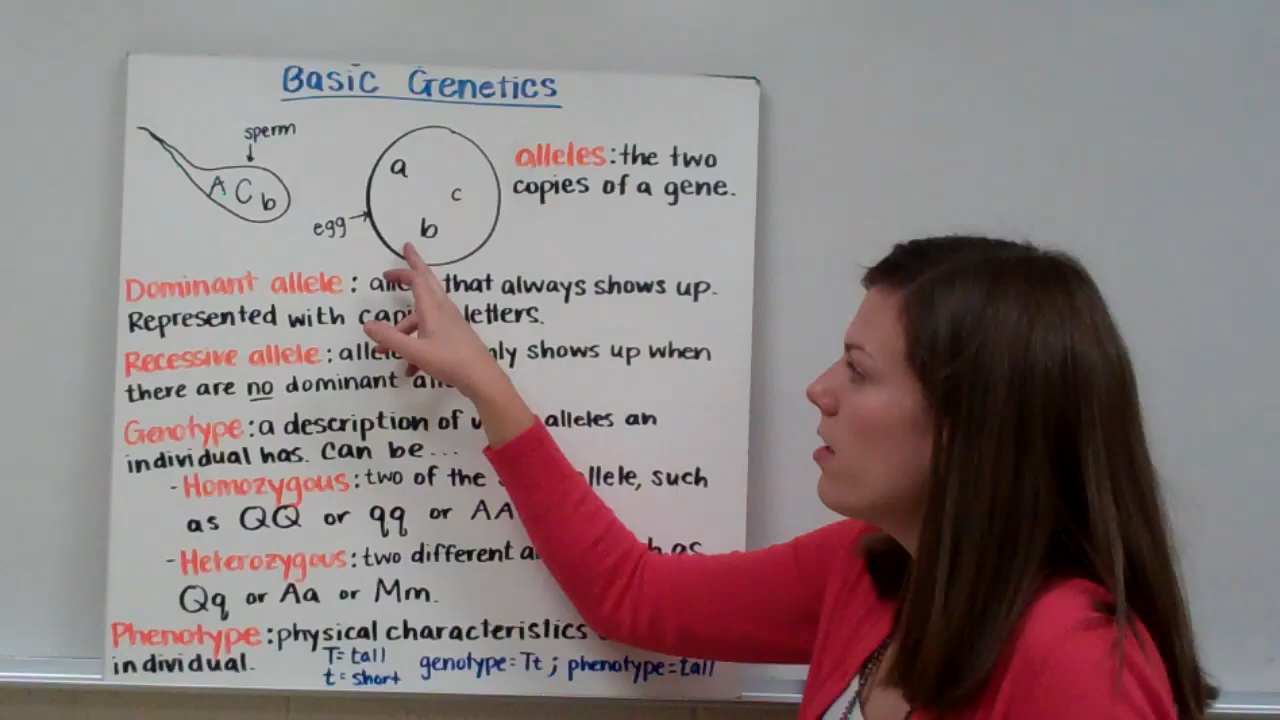 Basic Genetics
sperm
A C b
egg
a
c
b
alleles: the two
copies of a gene.
Dominant allele: that always shows up.
Represented with letters.
Recessive allele: shows up when
there are no dominant
Genotype: a description of alleles an
individual has. Can be...
- Homozygous: two of the such
as QQ or qq or AA
- Heterozygous: two different
Qq or Aa or Mm.
Phenotype: physical characteristics
individual.
T= tall
t= short
genotype = Tt ; phenotype = tall